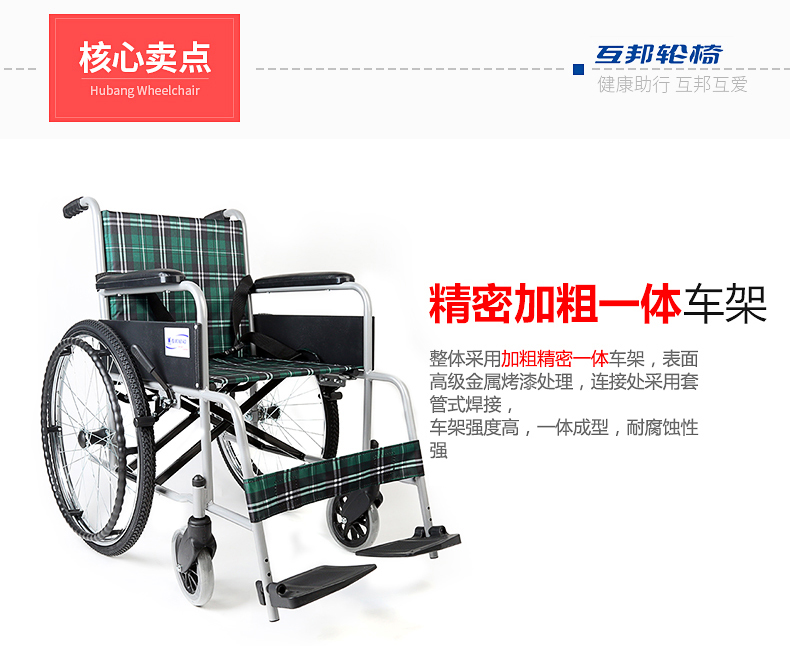 核心卖点
Hubang Wheelchair
互邦轮椅
健康助行 互邦互爱
精密加粗一体车架
整体采用加粗精密一体车架，表面
高级金属烤漆处理，连接处采用套
管式焊接，
车架强度高，一体成型，耐腐蚀性
强